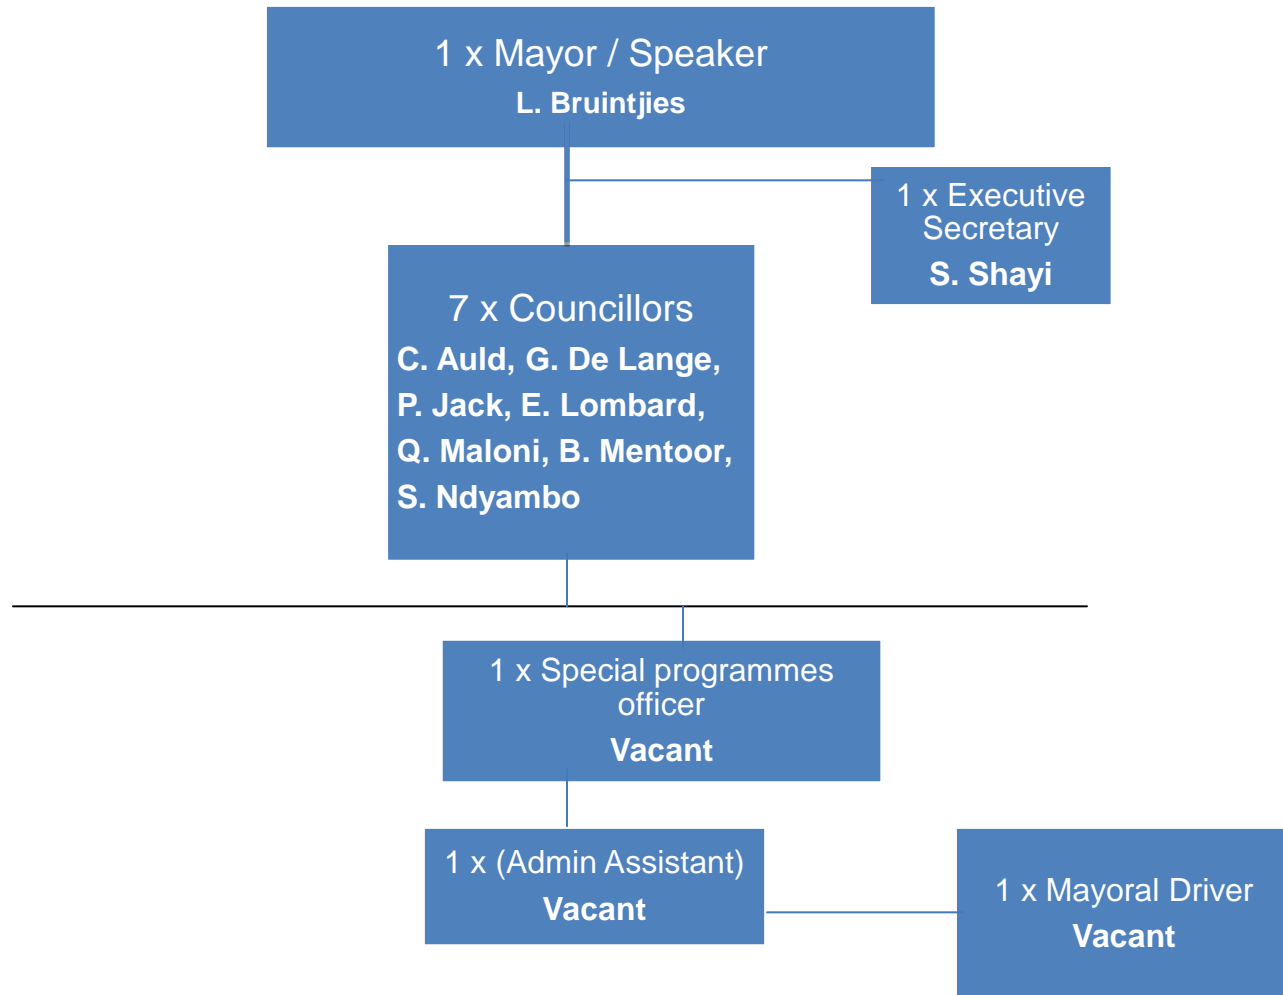 1 x Mayor / Speaker
L. Bruintjies
1 x Executive
Secretary
S. Shayi
7 x Councillors
C. Auld, G. De Lange,
P. Jack, E. Lombard,
Q. Maloni, B. Mentoor,
S. Ndyambo
1 x Special programmes
officer
Vacant
1 x (Admin Assistant)
Vacant
1 x Mayoral Driver
Vacant